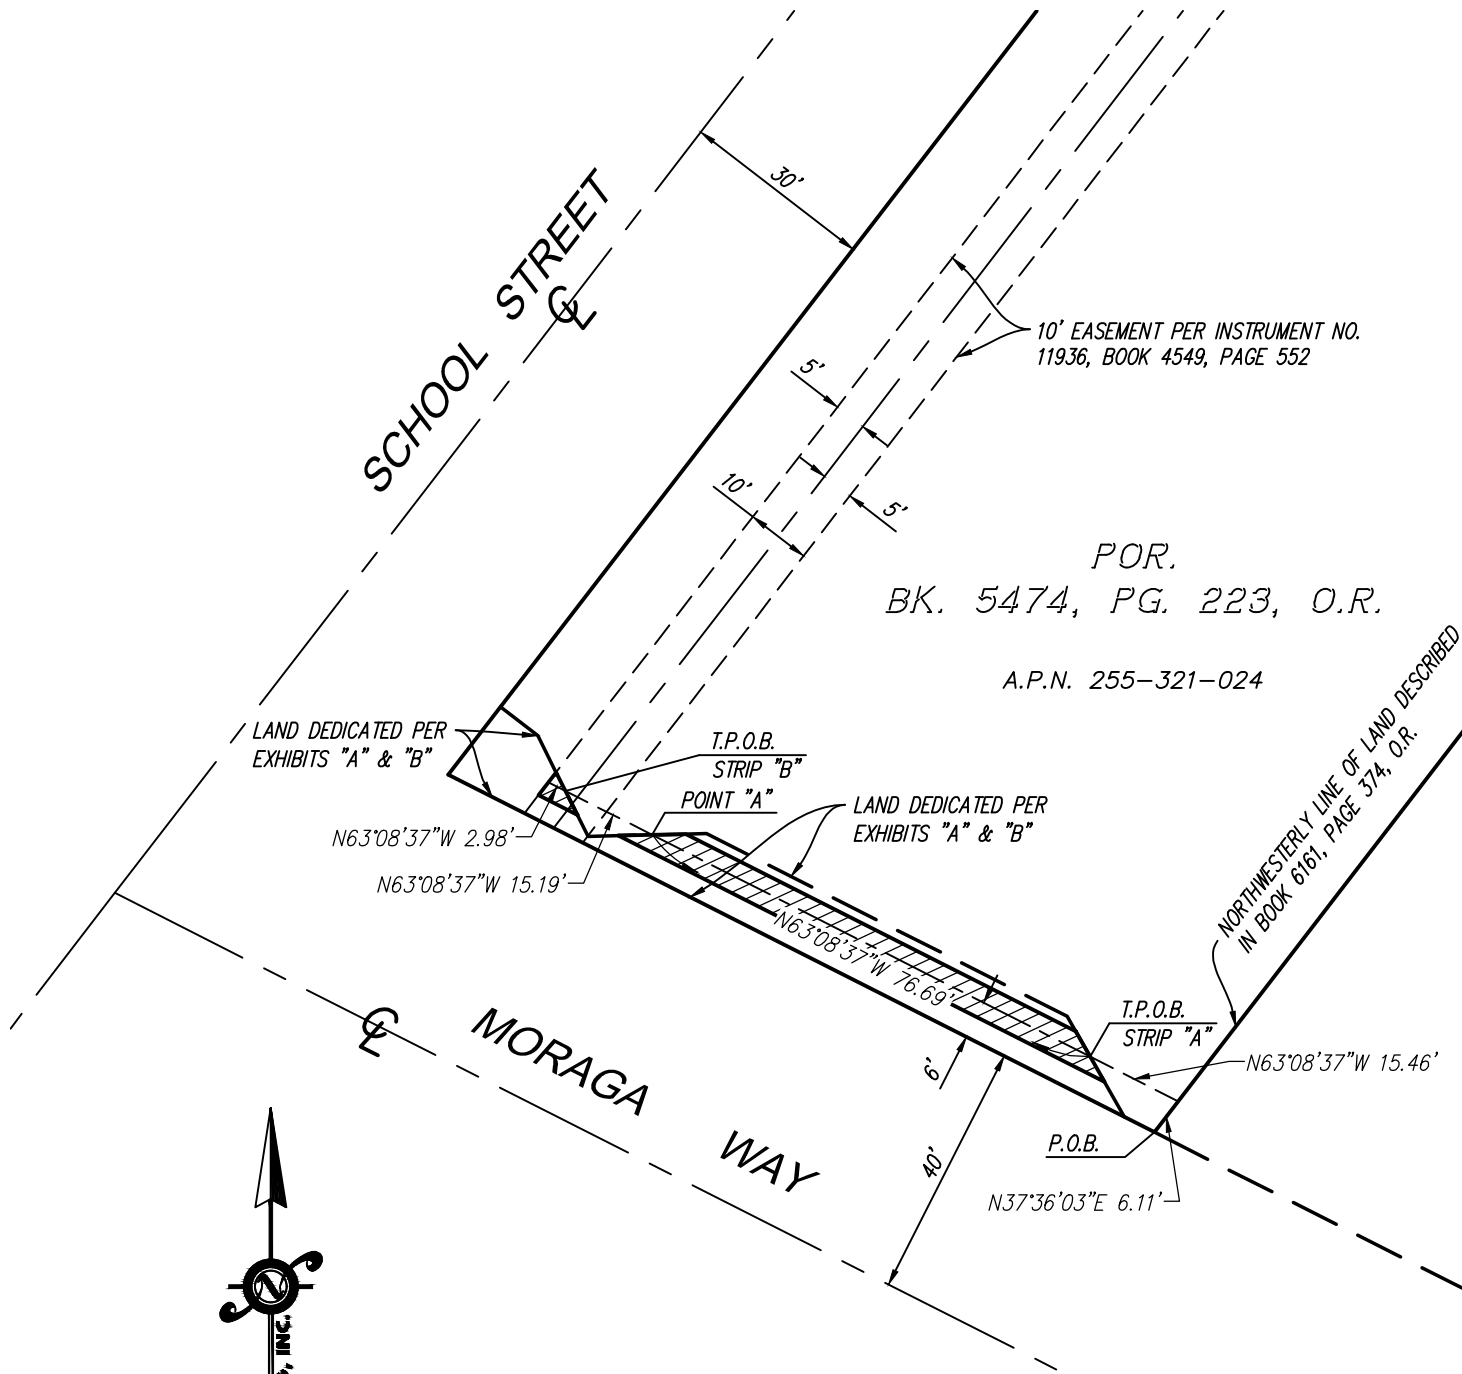 30'
SCHOOL STREET
℄
10' EASEMENT PER INSTRUMENT NO.
11936, BOOK 4549, PAGE 552
5'
10'
5'
POR.
BK. 5474, PG. 223, O.R.
A.P.N. 255-321-024
NORTHWESTERLY LINE OF LAND DESCRIBED
IN BOOK 6161, PAGE 374, O.R.
LAND DEDICATED PER
EXHIBITS "A" & "B"
T.P.O.B.
STRIP "B"
POINT "A"
LAND DEDICATED PER
EXHIBITS "A" & "B"
N63°08'37"W 2.98'
N63°08'37"W 15.19'
N63°08'37"W 76.69'
T.P.O.B.
STRIP "A"
N63°08'37"W 15.46'
℄
MORAGA WAY
6'
40'
P.O.B.
N37°36'03"E 6.11'
N
INC.